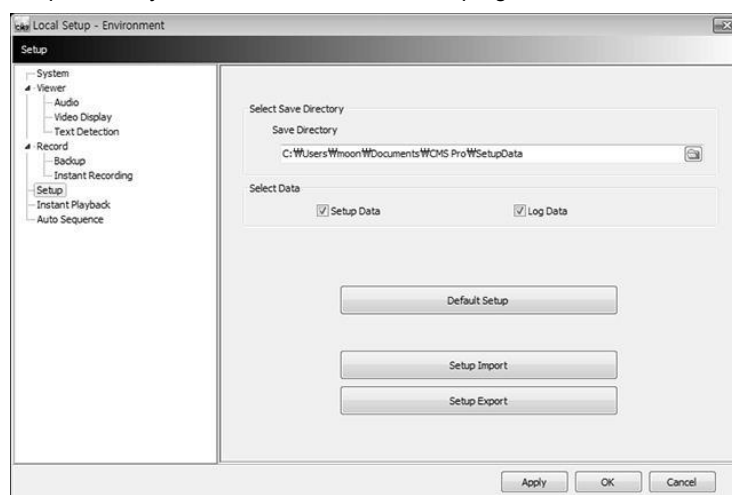 Local Setup - Environment
Setup
System
Viewer
Audio
Video Display
Text Detection
Record
Backup
Instant Recording
Setup
Instant Playback
Auto Sequence
Select Save Directory
Save Directory
C:₩Users₩moon₩Documents₩CMS Pro₩SetupData
Select Data
Setup Data
Log Data
Default Setup
Setup Import
Setup Export
Apply
OK
Cancel